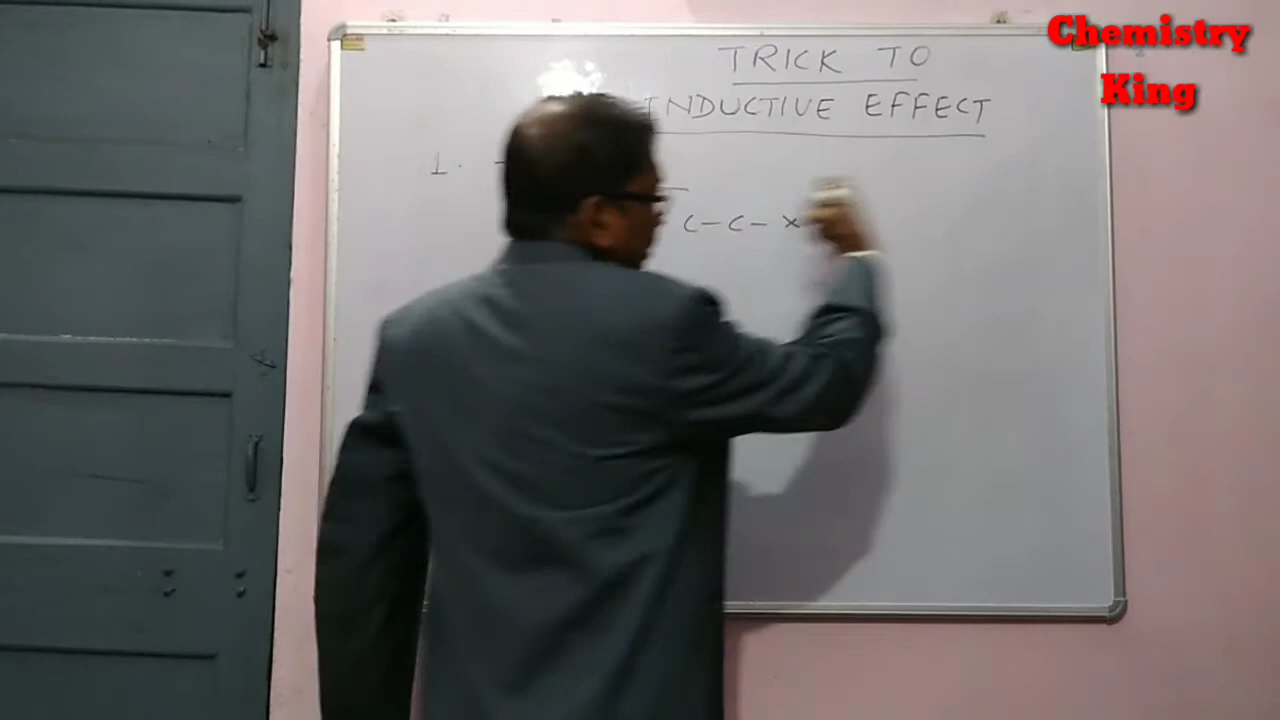 Chemistry
King
TRICK TO
INDUCTIVE EFFECT
1.
C-C-X